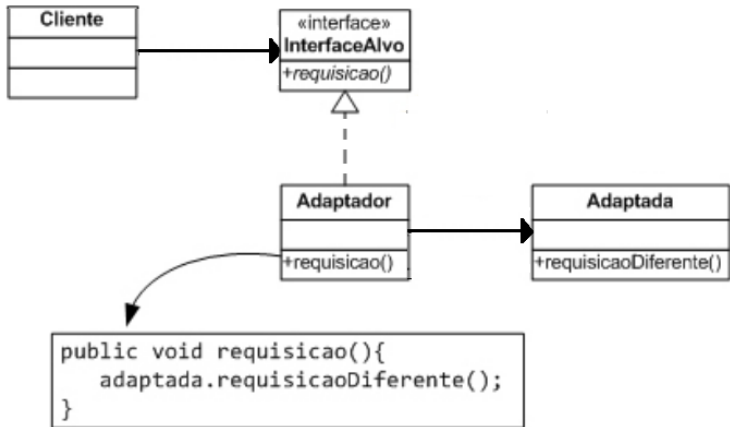 Cliente
«interface»
InterfaceAlvo
+requisicao()
Adaptador
+requisicao()
Adaptada
+requisicaoDiferente()
public void requisicao(){
adaptada.requisicaoDiferente();
}